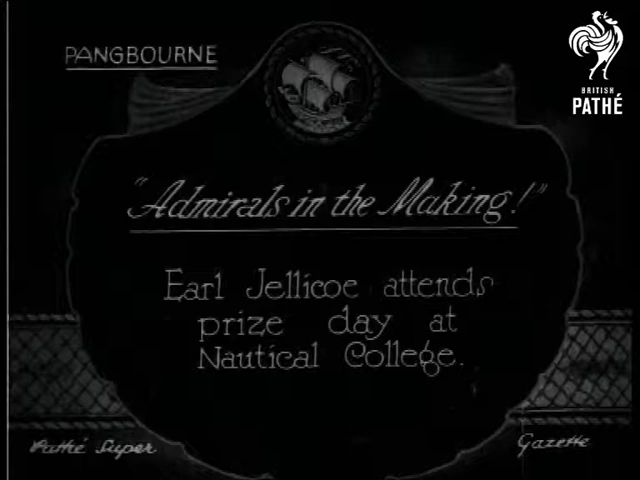 PANGBOURNE
BRITISH
PATHÉ
"Admirals in the Making!"
Earl Jellicoe attends
prize day at
Nautical College.
Pathé Super Gazette